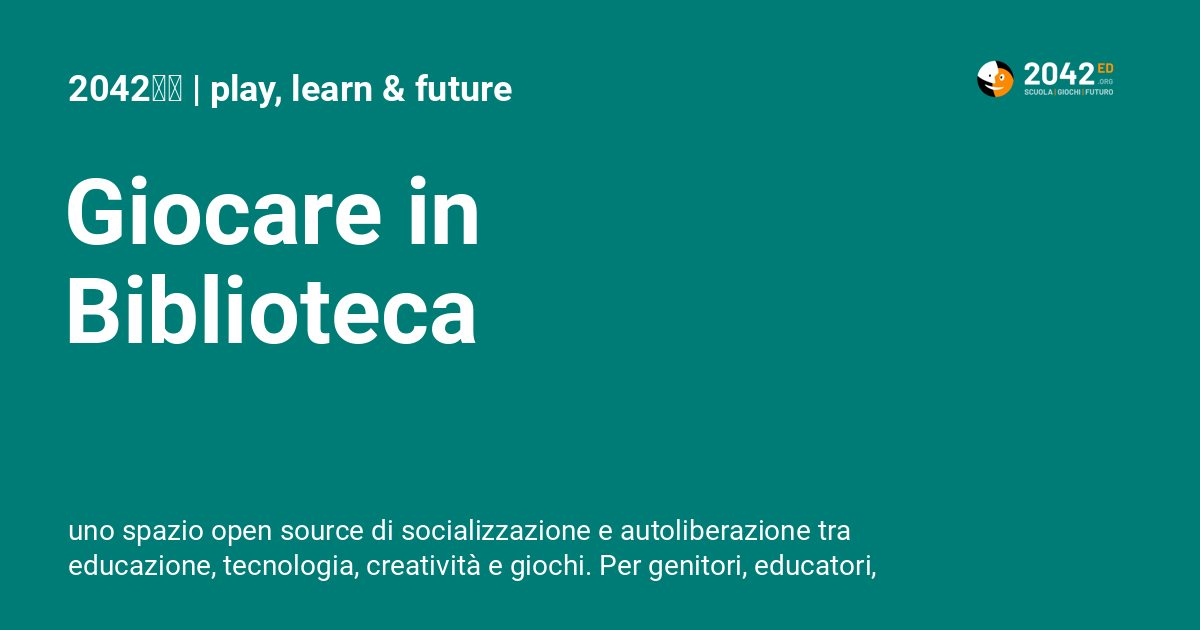 2042 | play, learn & future
2042 ED
.ORG
SCUOLA | GIOCHI | FUTURO
Giocare in
Biblioteca
uno spazio open source di socializzazione e autoliberazione tra
educazione, tecnologia, creatività e giochi. Per genitori, educatori,